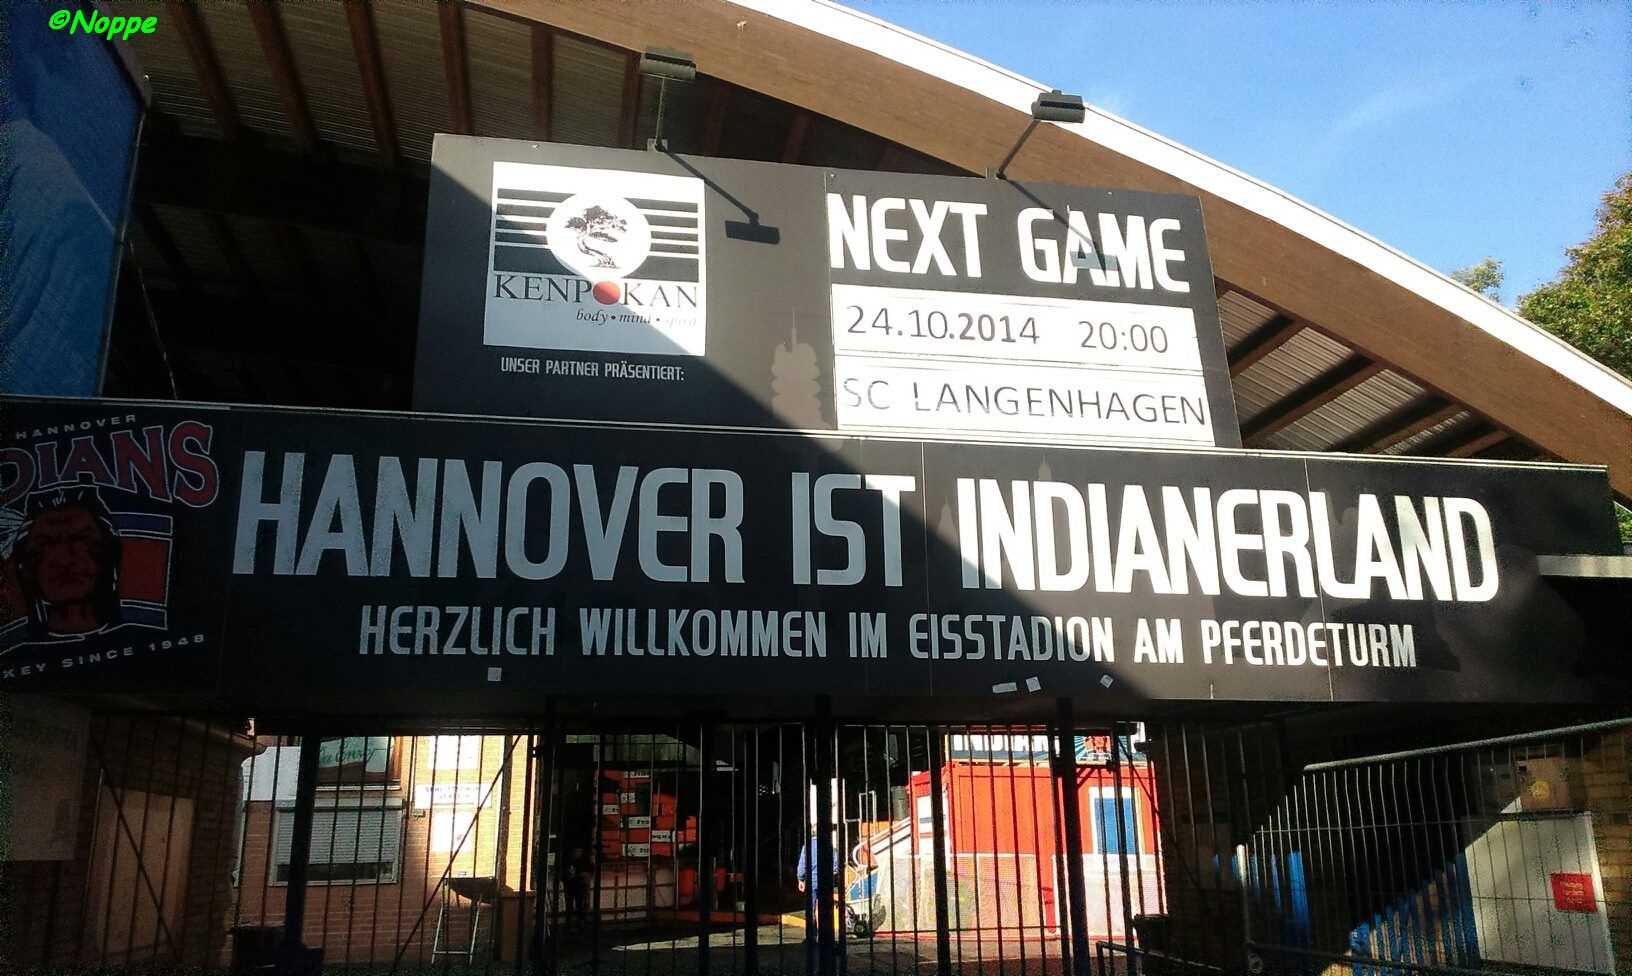 ©Noppe
KENPOKAN
body • mind • spirit
UNSER PARTNER PRÄSENTIERT:
NEXT GAME
24.10.2014 20:00
SC LANGENHAGEN
HANNOVER
DIANS
KEY SINCE 1948
HANNOVER IST INDIANERLAND
HERZLICH WILLKOMMEN IM EISSTADION AM PFERDETURM
INDIAN